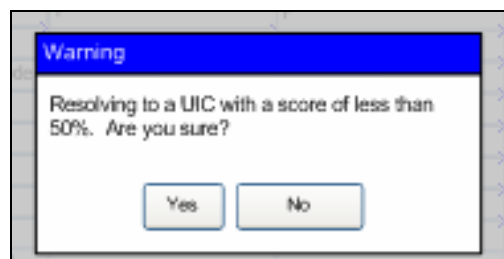 Warning
Resolving to a UIC with a score of less than
50%. Are you sure?
Yes No